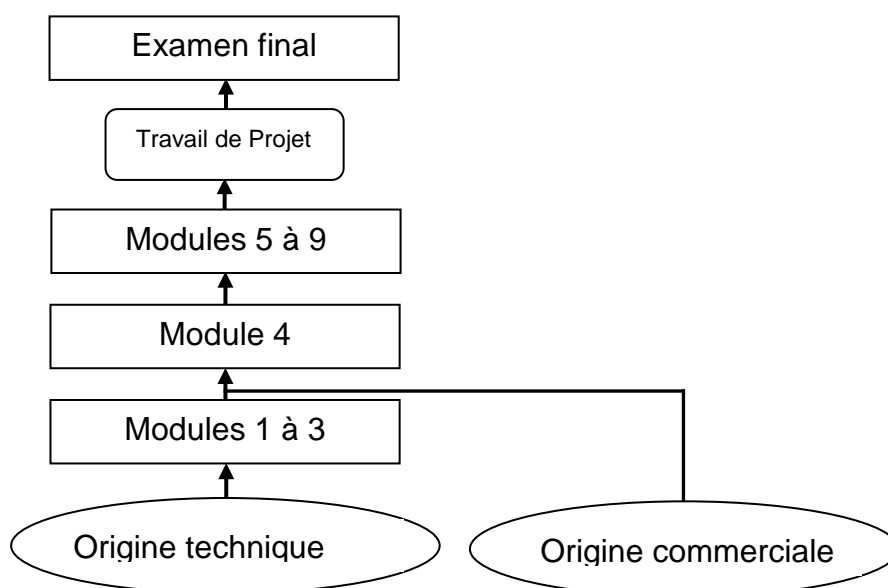 Examen final
Travail de Projet
Modules 5 à 9
Module 4
Modules 1 à 3
Origine technique
Origine commerciale